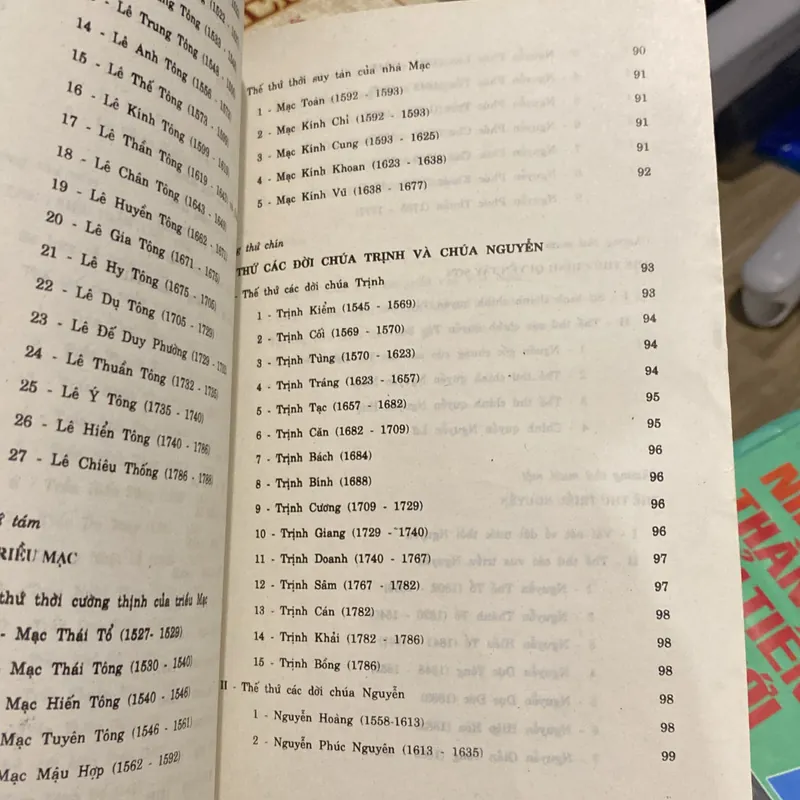 Lê Trung Tông (1548 -
14 - Lê Anh Tông (1556 -
15 - Lê Thế Tông (1573 -
16 - Lê Kính Tông (1599 -
17 - Lê Thần Tông (1619 -
18 - Lê Chân Tông (1643 -
19 - Lê Huyền Tông (1662 -
20 - Lê Gia Tông (1671 - 1675)
21 - Lê Hy Tông (1675 - 1705)
22 - Lê Dụ Tông (1705 - 1729)
23 - Lê Đế Duy Phường (1729 -
24 - Lê Thuần Tông (1732 - 1735)
25 - Lê Ý Tông (1735 - 1740)
26 - Lê Hiển Tông (1740 - 1786)
27 - Lê Chiêu Thống (1786 - 1788)
tám
RIỀU MẠC
thứ thời cường thịnh của triều Mạc
- Mạc Thái Tổ (1527- 1529)
Mạc Thái Tông (1530 - 1540)
Mạc Hiến Tông (1540 - 1546)
Mạc Tuyên Tông (1546 - 1561)
Mạc Mậu Hợp (1562 - 1592)
Thế thứ thời suy tàn của nhà Mạc 90
1 - Mạc Toàn (1592 - 1593) 91
2 - Mạc Kính Chỉ (1592 - 1593) 91
3 - Mạc Kính Cung (1593 - 1625) 91
4 - Mạc Kính Khoan (1623 - 1638) 91
5 - Mạc Kính Vũ (1638 - 1677) 92
g thứ chín
THỨ CÁC ĐỜI CHÚA TRỊNH VÀ CHÚA NGUYỄN
- Thế thứ các đời chúa Trịnh 93
1 - Trịnh Kiểm (1545 - 1569) 93
2 - Trịnh Cối (1569 - 1570) 94
3 - Trịnh Tùng (1570 - 1623) 94
4 - Trịnh Tráng (1623 - 1657) 94
5 - Trịnh Tạc (1657 - 1682) 95
6 - Trịnh Căn (1682 - 1709) 95
7 - Trịnh Bách (1684) 96
8 - Trịnh Bính (1688) 96
9 - Trịnh Cương (1709 - 1729) 96
10 - Trịnh Giang (1729 - 1740) 96
11 - Trịnh Doanh (1740 - 1767) 97
12 - Trịnh Sâm (1767 - 1782) 97
13 - Trịnh Cán (1782) 98
14 - Trịnh Khải (1782 - 1786) 98
15 - Trịnh Bồng (1786) 98
II - Thế thứ các đời chúa Nguyễn 98
1 - Nguyễn Hoàng (1558-1613) 98
2 - Nguyễn Phúc Nguyên (1613 - 1635) 99